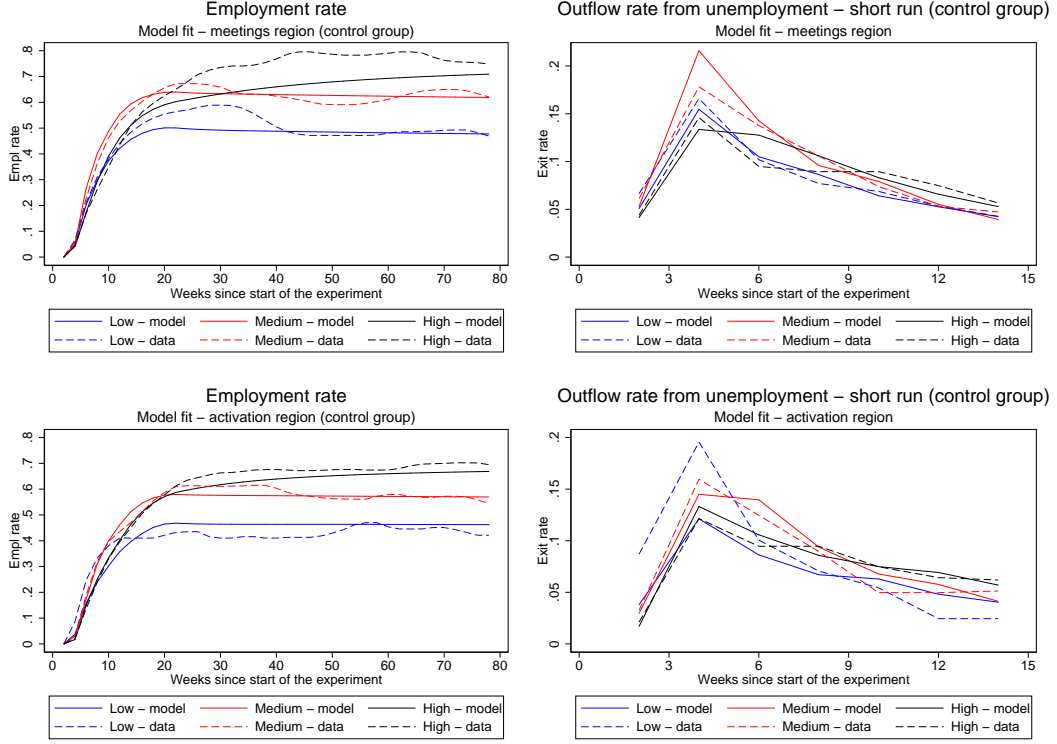 Employment rate
Model fit – meetings region (control group)
Empl rate
0 .1 .2 .3 .4 .5 .6 .7 .8
0 10 20 30 40 50 60 70 80
Weeks since start of the experiment
Low – model Medium – model High – model
Low – data Medium – data High – data
Outflow rate from unemployment – short run (control group)
Model fit – meetings region
Exit rate
0 .05 .1 .15 .2
0 3 6 9 12 15
Weeks since start of the experiment
Low – model Medium – model High – model
Low – data Medium – data High – data
Employment rate
Model fit – activation region (control group)
Empl rate
0 .1 .2 .3 .4 .5 .6 .7 .8
0 10 20 30 40 50 60 70 80
Weeks since start of the experiment
Low – model Medium – model High – model
Low – data Medium – data High – data
Outflow rate from unemployment – short run (control group)
Model fit – activation region
Exit rate
0 .05 .1 .15 .2
0 3 6 9 12 15
Weeks since start of the experiment
Low – model Medium – model High – model
Low – data Medium – data High – data